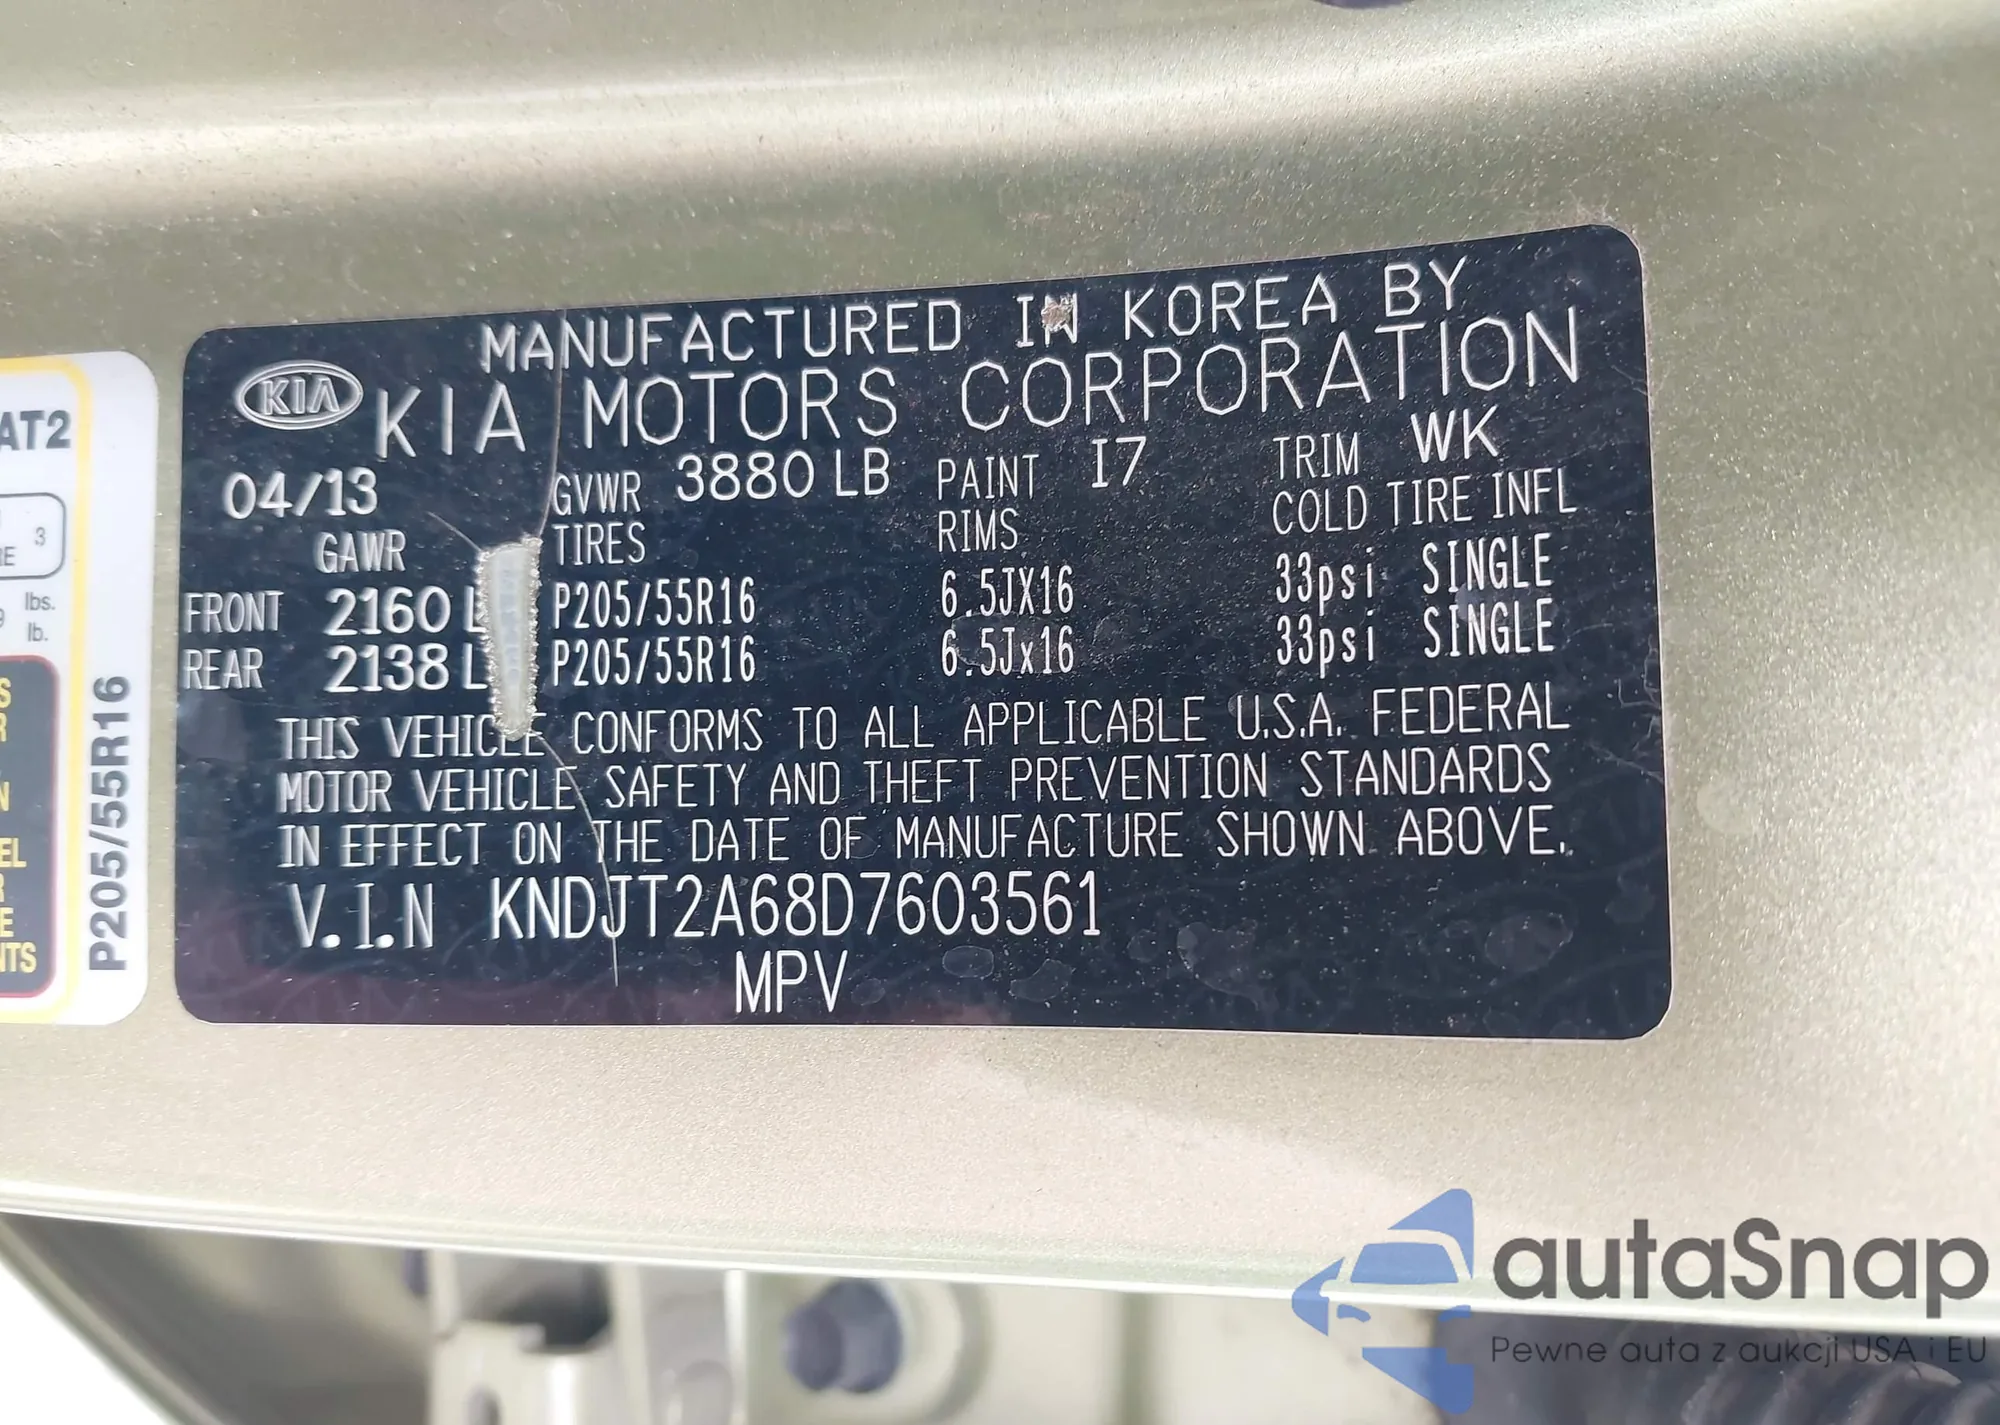 MANUFACTURED IN KOREA BY
KIA KIA MOTORS CORPORATION
04/13 GVWR 3880 LB PAINT I7 TRIM WK
GAWR TIRES RIMS COLD TIRE INFL
FRONT 2160 L P205/55R16 6.5JX16 33psi SINGLE
REAR 2138 L P205/55R16 6.5Jx16 33psi SINGLE
THIS VEHICLE CONFORMS TO ALL APPLICABLE U.S.A. FEDERAL
MOTOR VEHICLE SAFETY AND THEFT PREVENTION STANDARDS
IN EFFECT ON THE DATE OF MANUFACTURE SHOWN ABOVE.
V.I.N KNDJT2A68D7603561
MPV
AT2
3
lbs.
lb.
P205/55R16
autaSnap
Pewne auta z aukcji USA i EU